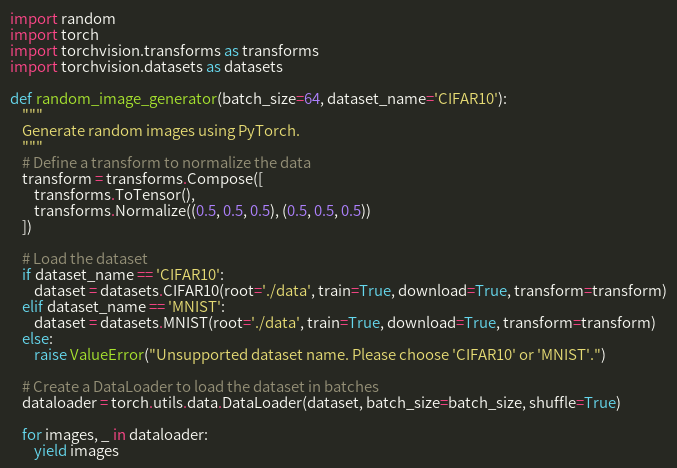 import random
import torch
import torchvision.transforms as transforms
import torchvision.datasets as datasets

def random_image_generator(batch_size=64, dataset_name='CIFAR10'):
    """
    Generate random images using PyTorch.
    """
    # Define a transform to normalize the data
    transform = transforms.Compose([
        transforms.ToTensor(),
        transforms.Normalize((0.5, 0.5, 0.5), (0.5, 0.5, 0.5))
    ])

    # Load the dataset
    if dataset_name == 'CIFAR10':
        dataset = datasets.CIFAR10(root='./data', train=True, download=True, transform=transform)
    elif dataset_name == 'MNIST':
        dataset = datasets.MNIST(root='./data', train=True, download=True, transform=transform)
    else:
        raise ValueError("Unsupported dataset name. Please choose 'CIFAR10' or 'MNIST'.")

    # Create a DataLoader to load the dataset in batches
    dataloader = torch.utils.data.DataLoader(dataset, batch_size=batch_size, shuffle=True)

    for images, _ in dataloader:
        yield images